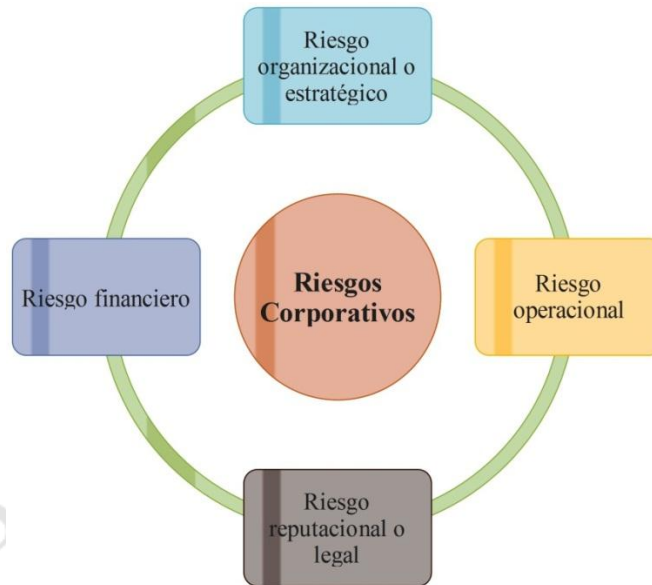 Riesgo
organizacional o
estratégico
Riesgo financiero
Riesgos
Corporativos
Riesgo
operacional
Riesgo
reputacional o
legal